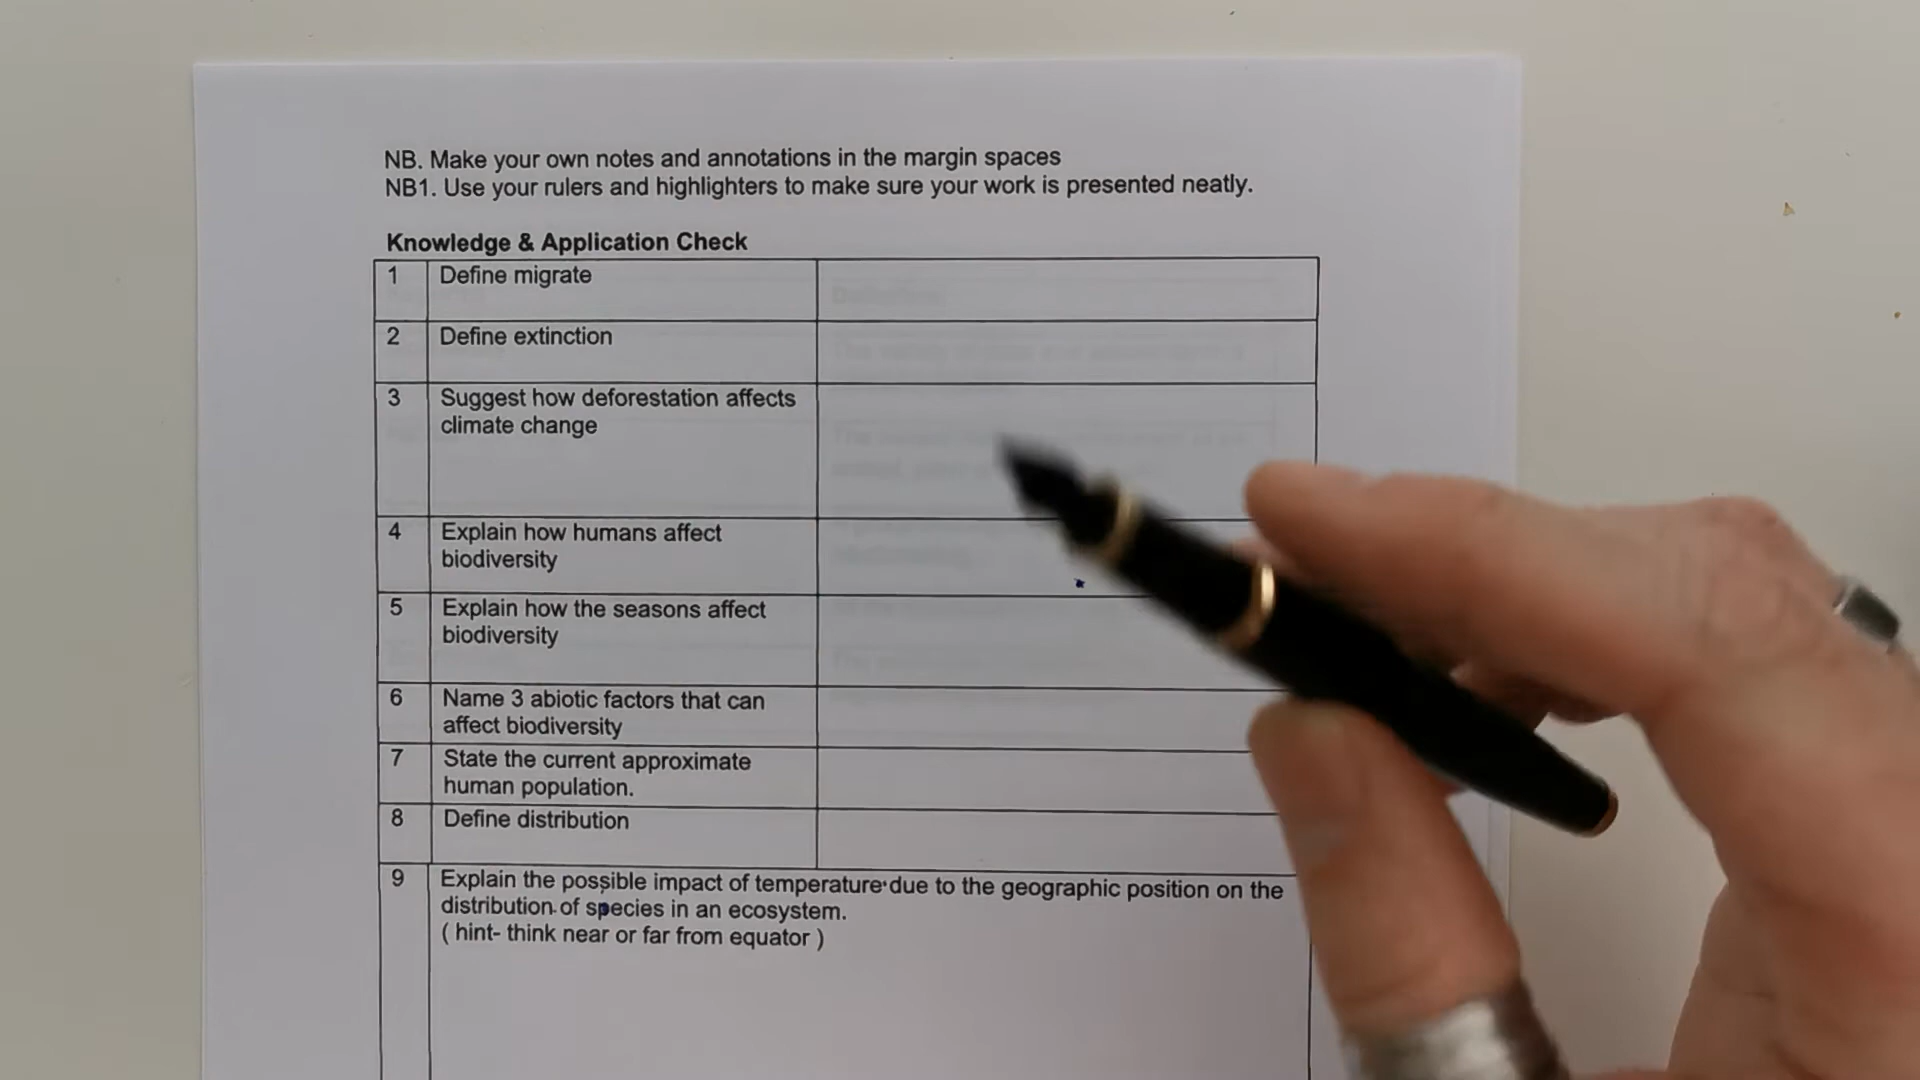 NB. Make your own notes and annotations in the margin spaces
NB1. Use your rulers and highlighters to make sure your work is presented neatly.
Knowledge & Application Check
1 Define migrate
2 Define extinction
3 Suggest how deforestation affects
climate change
4 Explain how humans affect
biodiversity
5 Explain how the seasons affect
biodiversity
6 Name 3 abiotic factors that can
affect biodiversity
7 State the current approximate
human population.
8 Define distribution
9 Explain the possible impact of temperature due to the geographic position on the
distribution of species in an ecosystem.
( hint- think near or far from equator )